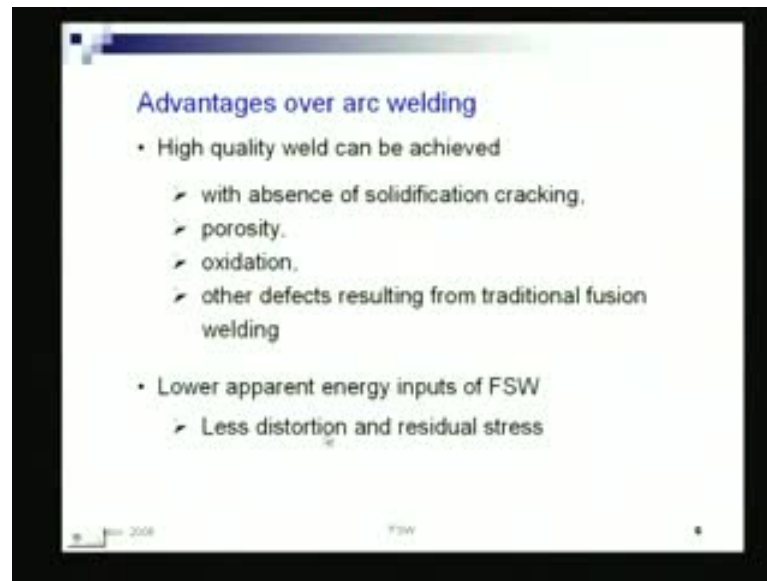 Advantages over arc welding
• High quality weld can be achieved
➢ with absence of solidification cracking,
➢ porosity,
➢ oxidation,
➢ other defects resulting from traditional fusion
welding
• Lower apparent energy inputs of FSW
➢ Less distortion and residual stress
FSW